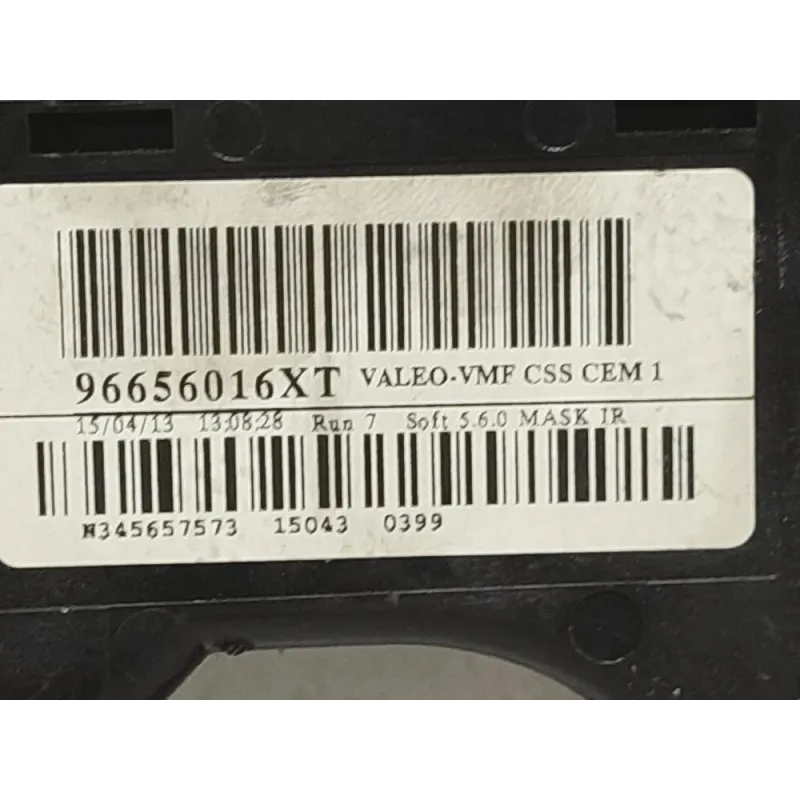 96656016XT VALEO-VMF CSS CEM 1
15/04/13 13:08:28 Run 7 Soft 5.6.0 MASK IR
N345657573 15043 0399